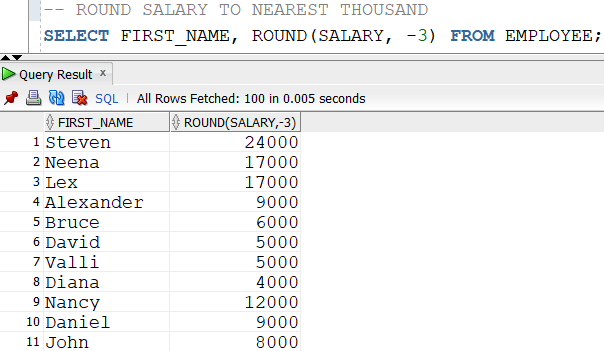 -- ROUND SALARY TO NEAREST THOUSAND
SELECT FIRST_NAME, ROUND(SALARY, -3) FROM EMPLOYEE;
Query Result x
SQL | All Rows Fetched: 100 in 0.005 seconds
FIRST_NAME ROUND(SALARY,-3)
1 Steven 24000
2 Neena 17000
3 Lex 17000
4 Alexander 9000
5 Bruce 6000
6 David 5000
7 Valli 5000
8 Diana 4000
9 Nancy 12000
10 Daniel 9000
11 John 8000